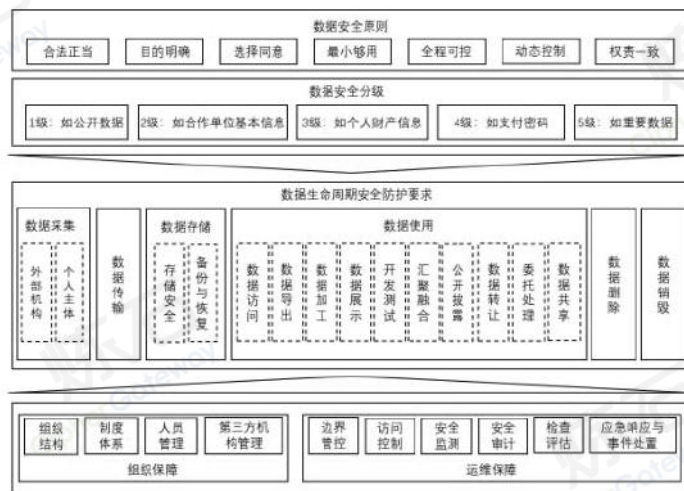 数据安全原则
合法正当
目的明确
选择同意
最小够用
全程可控
动态控制
权责一致
数据安全分级
1级：如公开数据
2级：如合作单位基本信息
3级：如个人财产信息
4级：如支付密码
5级：如重要数据
数据生命周期安全防护要求
数据采集
外部机构
个人主体
数据传输
数据存储
存储安全
备份与恢复
数据使用
数据访问
数据导出
数据加工
数据展示
开发测试
汇聚融合
公开披露
数据转让
委托处理
数据共享
数据删除
数据销毁
组织
结构
制度
体系
人员
管理
第三方机
构管理
组织保障
边界
管控
访问
控制
安全
监测
安全
审计
检查
评估
应急响应与
事件处置
运维保障